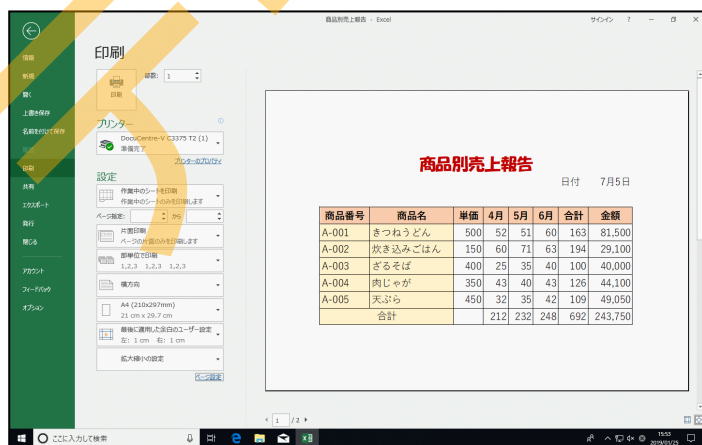 商品別売上報告 - Excel
サインイン ?
情報
新規
開く
上書き保存
名前を付けて保存
印刷
共有
エクスポート
発行
閉じる
アカウント
フィードバック
オプション
印刷
部数: 1
印刷
プリンター
DocuCentre-V C3375 T2 (1)
準備完了
プリンターのプロパティ
設定
作業中のシートを印刷
作業中のシートのみを印刷します
ページ指定: から
片面印刷
ページの片面のみを印刷します
部単位で印刷
1,2,3 1,2,3 1,2,3
横方向
A4 (210x297mm)
21 cm x 29.7 cm
最後に適用した余白のユーザー設定
左: 1 cm 右: 1 cm
拡大縮小の設定
ページ設定
商品別売上報告
日付 7月5日
商品番号 商品名 単価 4月 5月 6月 合計 金額
A-001 きつねうどん 500 52 51 60 163 81,500
A-002 炊き込みごはん 150 60 71 63 194 29,100
A-003 ざるそば 400 25 35 40 100 40,000
A-004 肉じゃが 350 43 40 43 126 44,100
A-005 天ぷら 450 32 35 42 109 49,050
合計 212 232 248 692 243,750
1 / 2
ここに入力して検索
15:53
2019/01/25